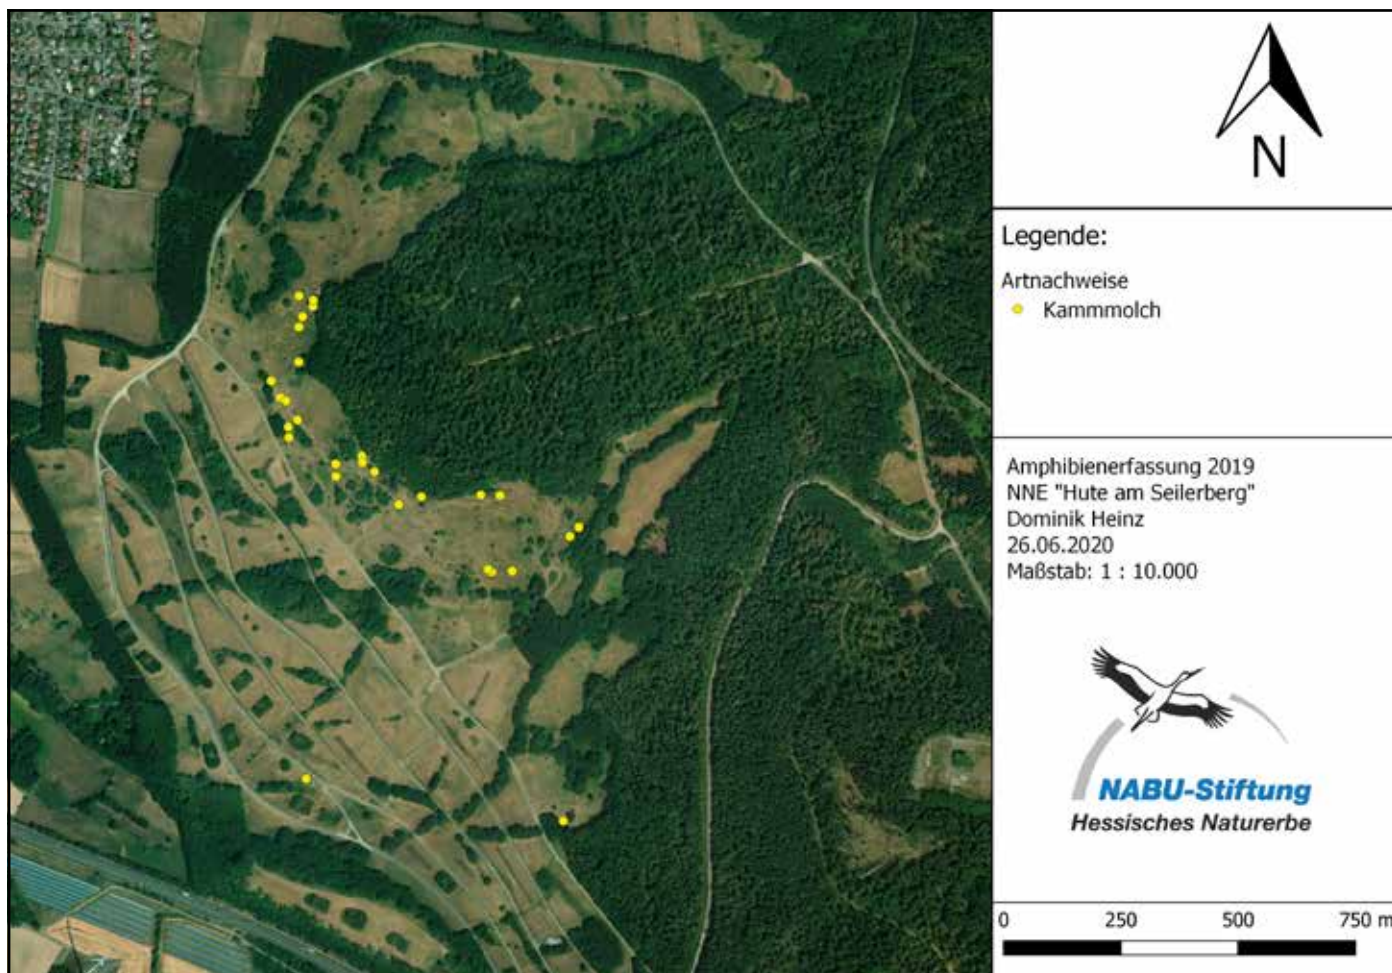 N
Legende:
Artnachweise
Kammmolch
Amphibienerfassung 2019
NNE "Hute am Seilerberg"
Dominik Heinz
26.06.2020
Maßstab: 1 : 10.000
NABU-Stiftung
Hessisches Naturerbe
0 250 500 750 m